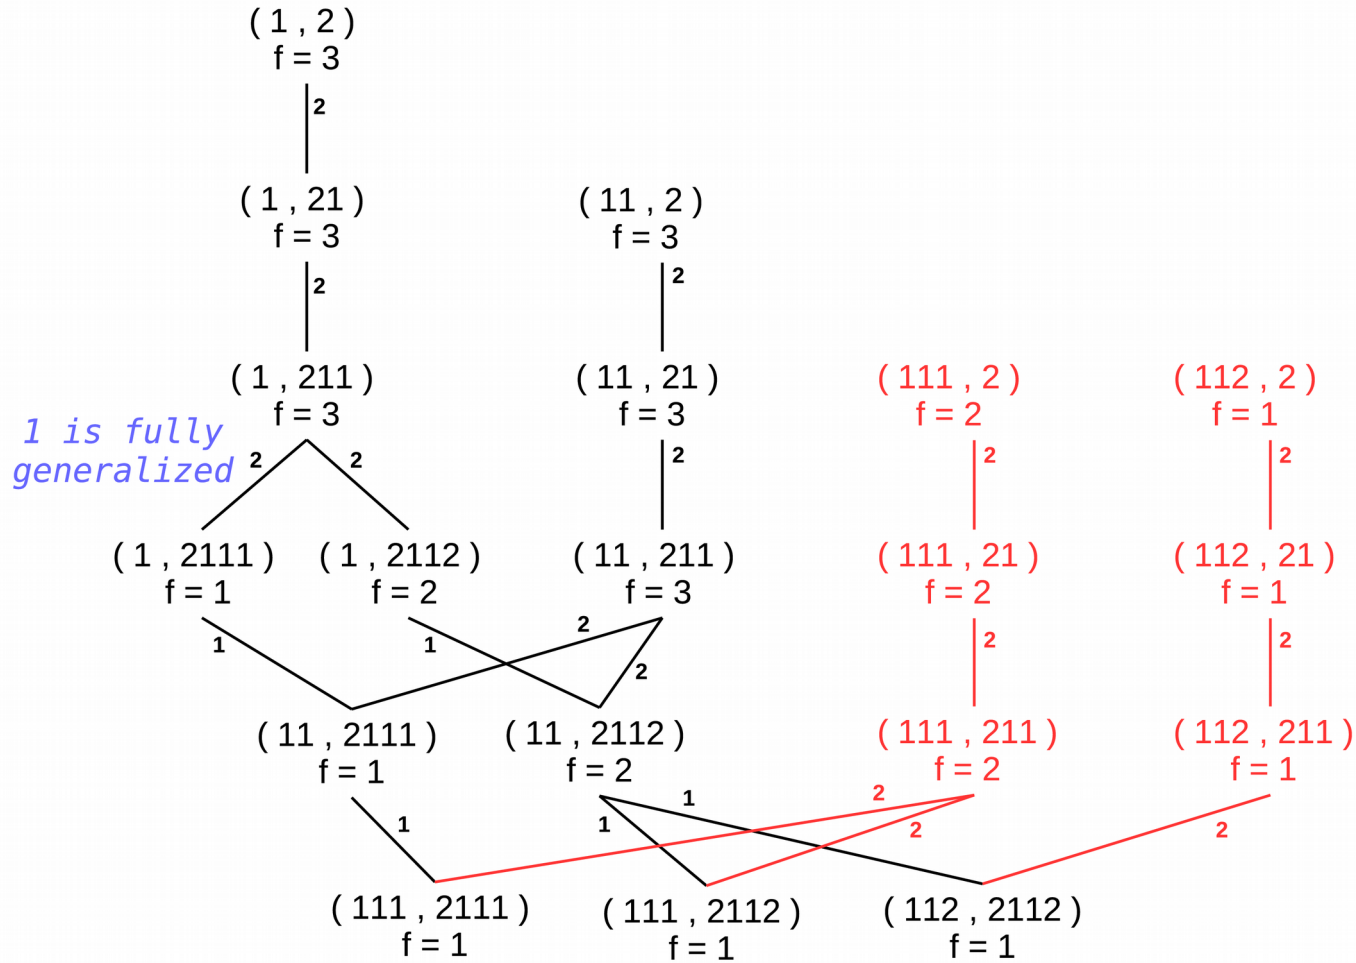 ( 1 , 2 )
f = 3
2
( 1 , 21 )
f = 3
( 11 , 2 )
f = 3
2
2
( 1 , 211 )
f = 3
( 11 , 21 )
f = 3
( 111 , 2 )
f = 2
( 112 , 2 )
f = 1
1 is fully
generalized
2
2
2
2
2
( 1 , 2111 )
f = 1
( 1 , 2112 )
f = 2
( 11 , 211 )
f = 3
( 111 , 21 )
f = 2
( 112 , 21 )
f = 1
1
1
2
2
2
2
( 11 , 2111 )
f = 1
( 11 , 2112 )
f = 2
( 111 , 211 )
f = 2
( 112 , 211 )
f = 1
1
1
1
2
2
2
( 111 , 2111 )
f = 1
( 111 , 2112 )
f = 1
( 112 , 2112 )
f = 1